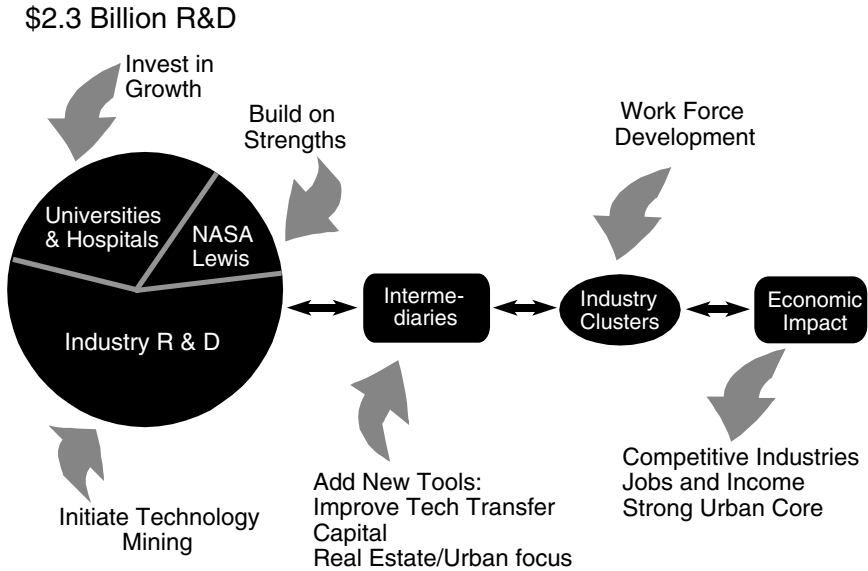 $2.3 Billion R&D
Invest in
Growth
Build on
Strengths
Work Force
Development
Universities
& Hospitals
NASA
Lewis
Industry R & D
Interme-
diaries
Industry
Clusters
Economic
Impact
Initiate Technology
Mining
Add New Tools:
Improve Tech Transfer
Capital
Real Estate/Urban focus
Competitive Industries
Jobs and Income
Strong Urban Core